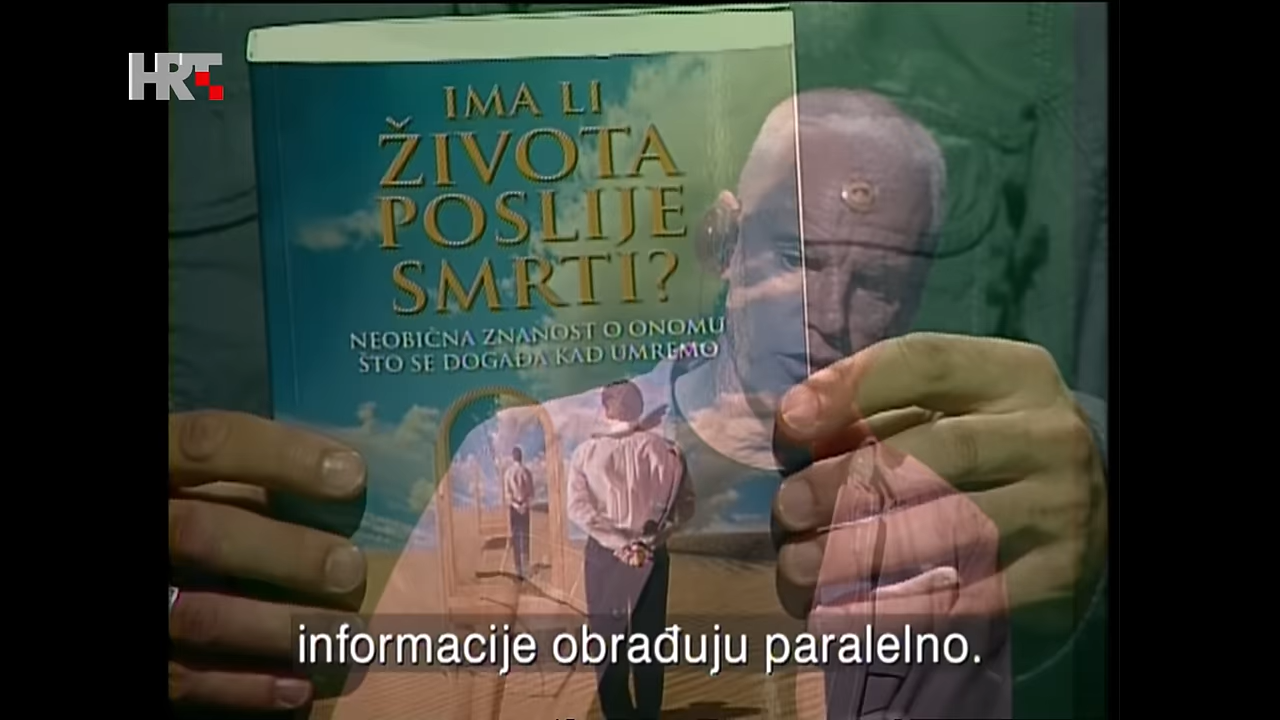 HRT
IMA LI
ŽIVOTA
POSLIJE
SMRTI?
NEOBIČNA ZNANOST O ONOMU
ŠTO SE DOGAĐA KAD UMREMO
informacije obrađuju paralelno.